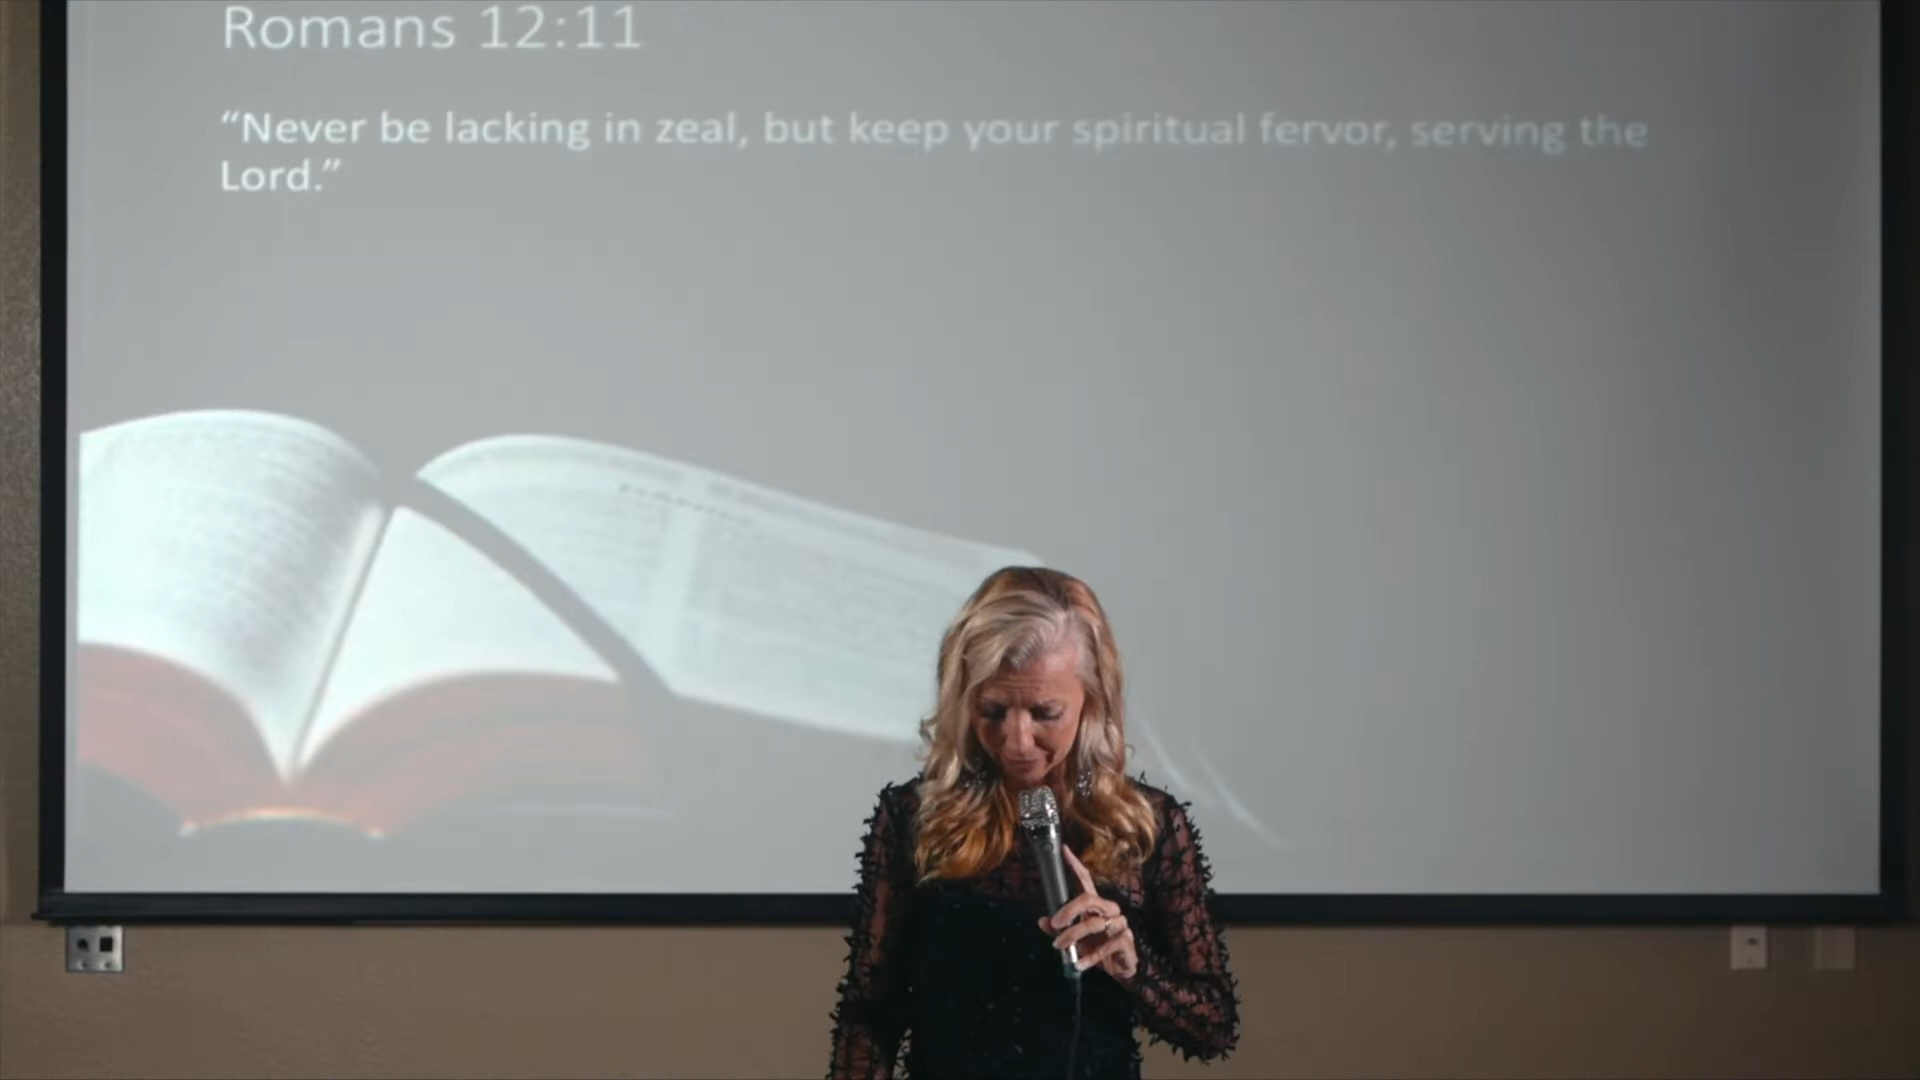 Romans 12:11
“Never be lacking in zeal, but keep your spiritual fervor, serving the
Lord.”